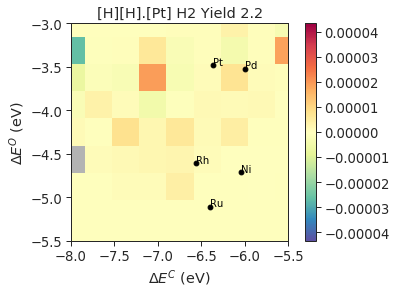 [H][H].[Pt] H2 Yield 2.2
−3.0
−3.5
−4.0
−4.5
−5.0
−5.5
ΔE^O (eV)
Pt
Pd
Rh
Ni
Ru
−8.0 −7.5 −7.0 −6.5 −6.0 −5.5
ΔE^C (eV)
0.00004
0.00003
0.00002
0.00001
0.00000
−0.00001
−0.00002
−0.00003
−0.00004